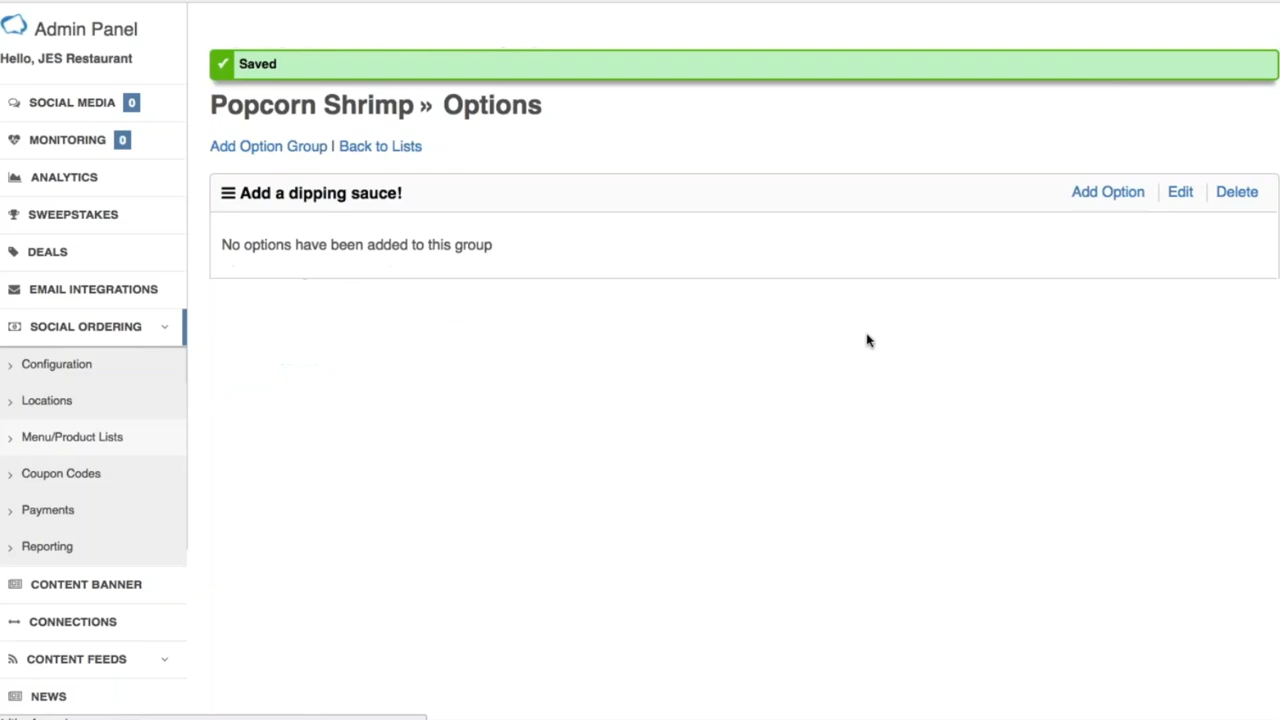 Admin Panel
Hello, JES Restaurant
SOCIAL MEDIA 0
MONITORING 0
ANALYTICS
SWEEPSTAKES
DEALS
EMAIL INTEGRATIONS
SOCIAL ORDERING
Configuration
Locations
Menu/Product Lists
Coupon Codes
Payments
Reporting
CONTENT BANNER
CONNECTIONS
CONTENT FEEDS
NEWS
Saved
Popcorn Shrimp » Options
Add Option Group | Back to Lists
Add a dipping sauce! Add Option Edit Delete
No options have been added to this group